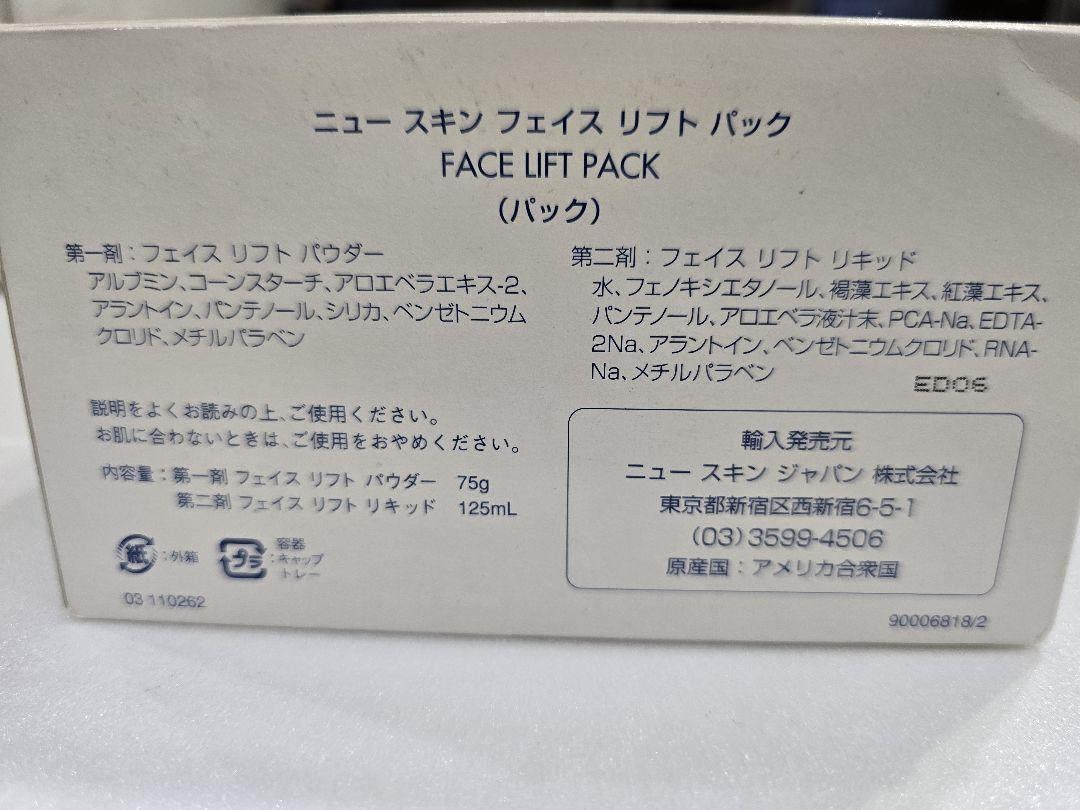 ニュー スキン フェイス リフト パック
FACE LIFT PACK
(パック)
第一剤：フェイス リフト パウダー
アルブミン、コーンスターチ、アロエベラエキス-2、
アラントイン、パンテノール、シリカ、ベンゼトニウム
クロリド、メチルパラベン
第二剤：フェイス リフト リキッド
水、フェノキシエタノール、褐藻エキス、紅藻エキス、
パンテノール、アロエベラ液汁末、PCA-Na、EDTA-
2Na、アラントイン、ベンゼトニウムクロリド、RNA-
Na、メチルパラベン
ED06
説明をよくお読みの上、ご使用ください。
お肌に合わないときは、ご使用をおやめください。
内容量：第一剤 フェイス リフト パウダー 75g
第二剤 フェイス リフト リキッド 125mL
紙：外箱
プラ：容器
キャップ
トレー
03 110262
輸入発売元
ニュー スキン ジャパン 株式会社
東京都新宿区西新宿6-5-1
(03)3599-4506
原産国：アメリカ合衆国
90006818/2